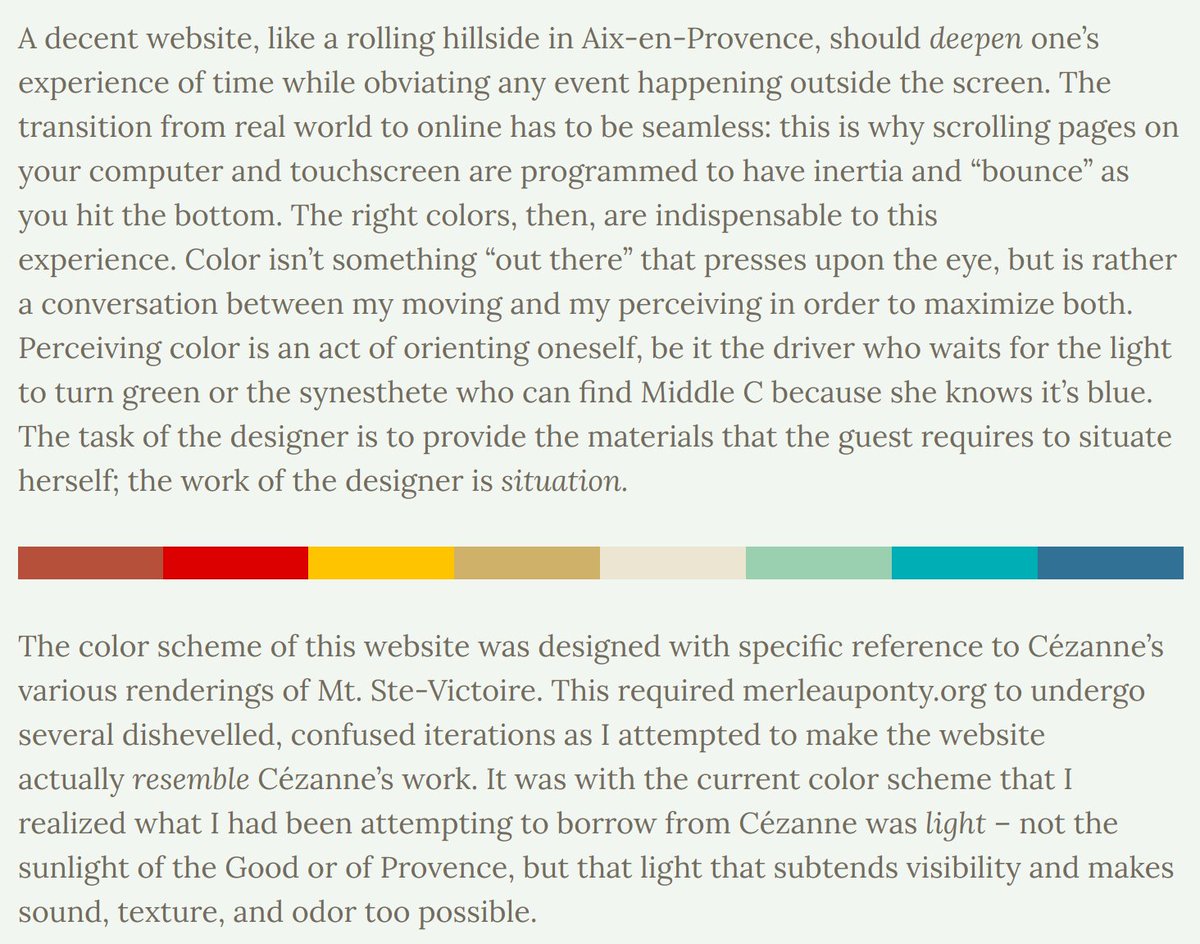 A decent website, like a rolling hillside in Aix-en-Provence, should deepen one’s
experience of time while obviating any event happening outside the screen. The
transition from real world to online has to be seamless: this is why scrolling pages on
your computer and touchscreen are programmed to have inertia and “bounce” as
you hit the bottom. The right colors, then, are indispensable to this
experience. Color isn’t something “out there” that presses upon the eye, but is rather
a conversation between my moving and my perceiving in order to maximize both.
Perceiving color is an act of orienting oneself, be it the driver who waits for the light
to turn green or the synesthete who can find Middle C because she knows it’s blue.
The task of the designer is to provide the materials that the guest requires to situate
herself; the work of the designer is situation.
The color scheme of this website was designed with specific reference to Cézanne’s
various renderings of Mt. Ste-Victoire. This required merleauponty.org to undergo
several dishevelled, confused iterations as I attempted to make the website
actually resemble Cézanne’s work. It was with the current color scheme that I
realized what I had been attempting to borrow from Cézanne was light – not the
sunlight of the Good or of Provence, but that light that subtends visibility and makes
sound, texture, and odor too possible.